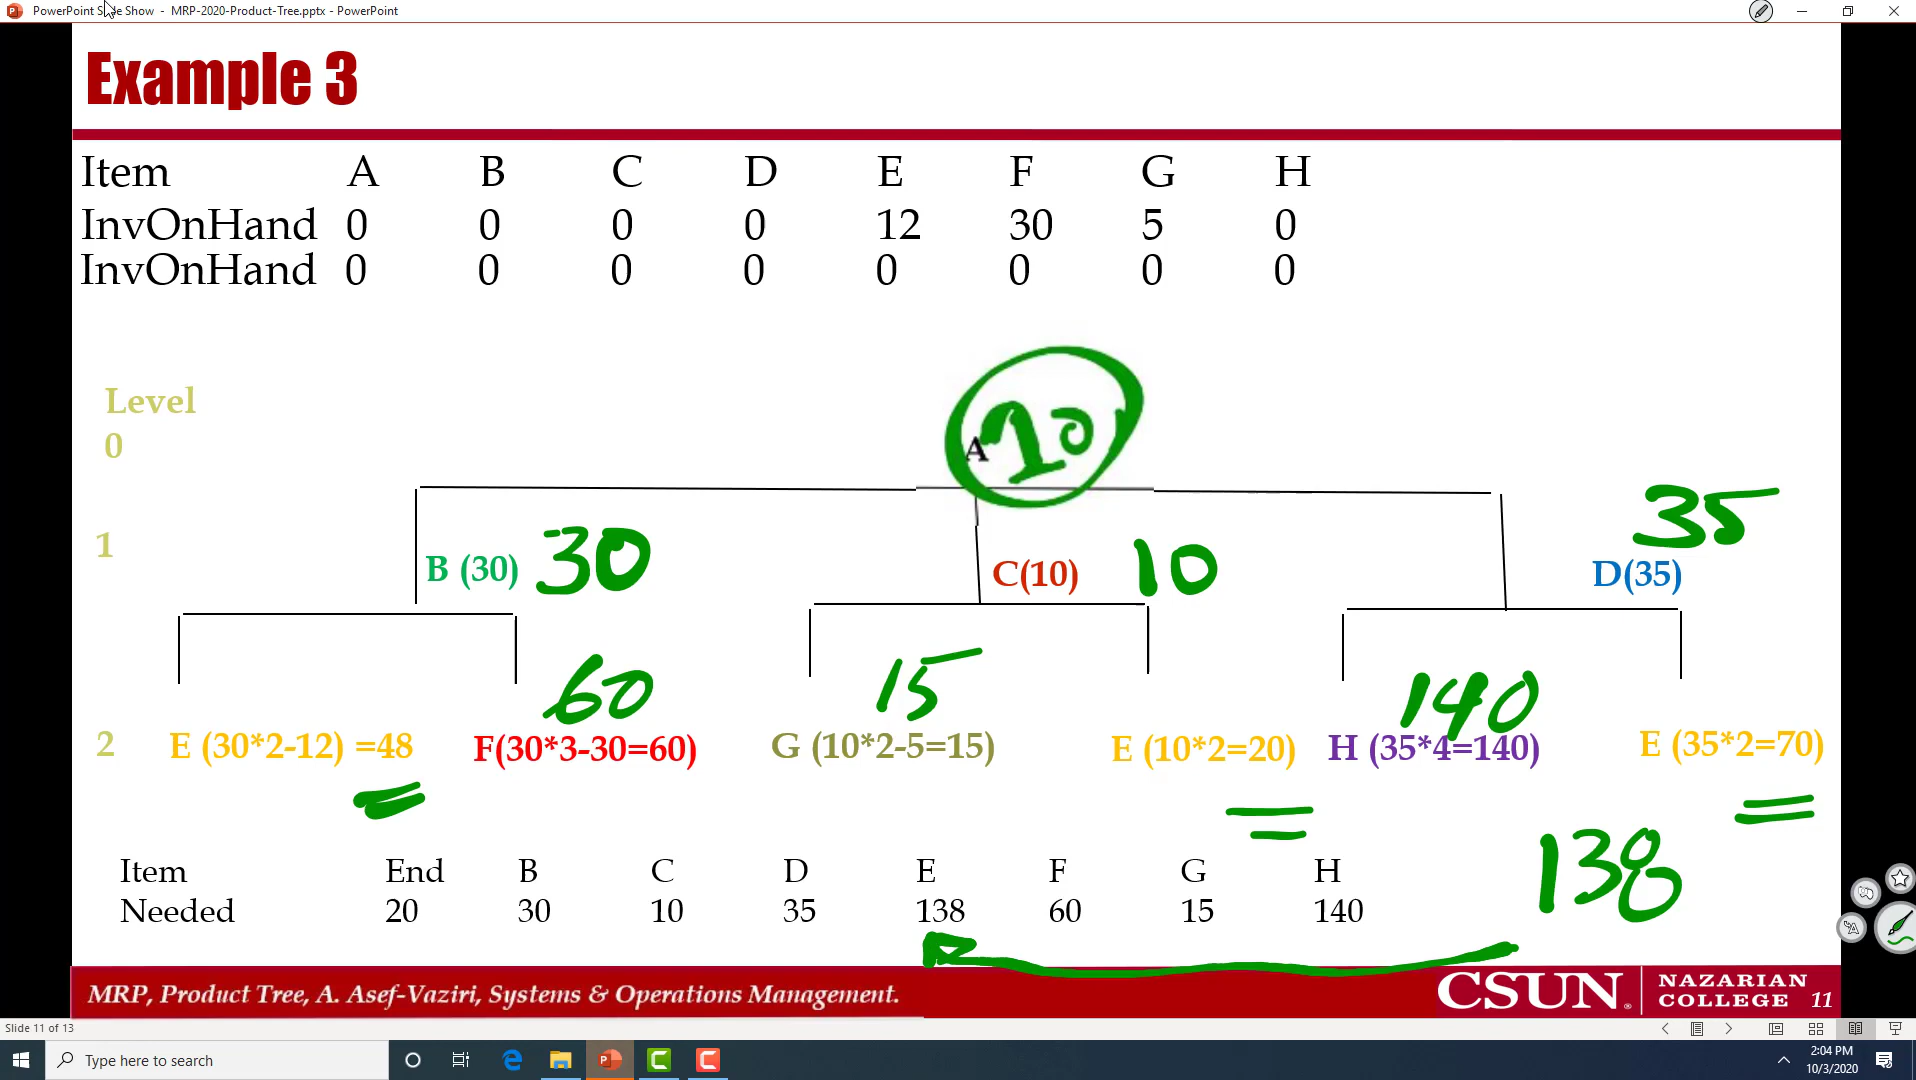 PowerPoint Slide Show - MRP-2020-Product-Tree.pptx - PowerPoint
Example 3
Item A B C D E F G H
InvOnHand 0 0 0 0 12 30 5 0
InvOnHand 0 0 0 0 0 0 0 0
Level
0
A
1
B (30) 30
C(10) 10
35
D(35)
60
15
140
2
E (30*2-12) =48
F(30*3-30=60)
G (10*2-5=15)
E (10*2=20)
H (35*4=140)
E (35*2=70)
138
Item End B C D E F G H
Needed 20 30 10 35 138 60 15 140
MRP, Product Tree, A. Asef-Vaziri, Systems & Operations Management.
CSUN
NAZARIAN
COLLEGE 11
Slide 11 of 13
Type here to search
2:04 PM
10/3/2020